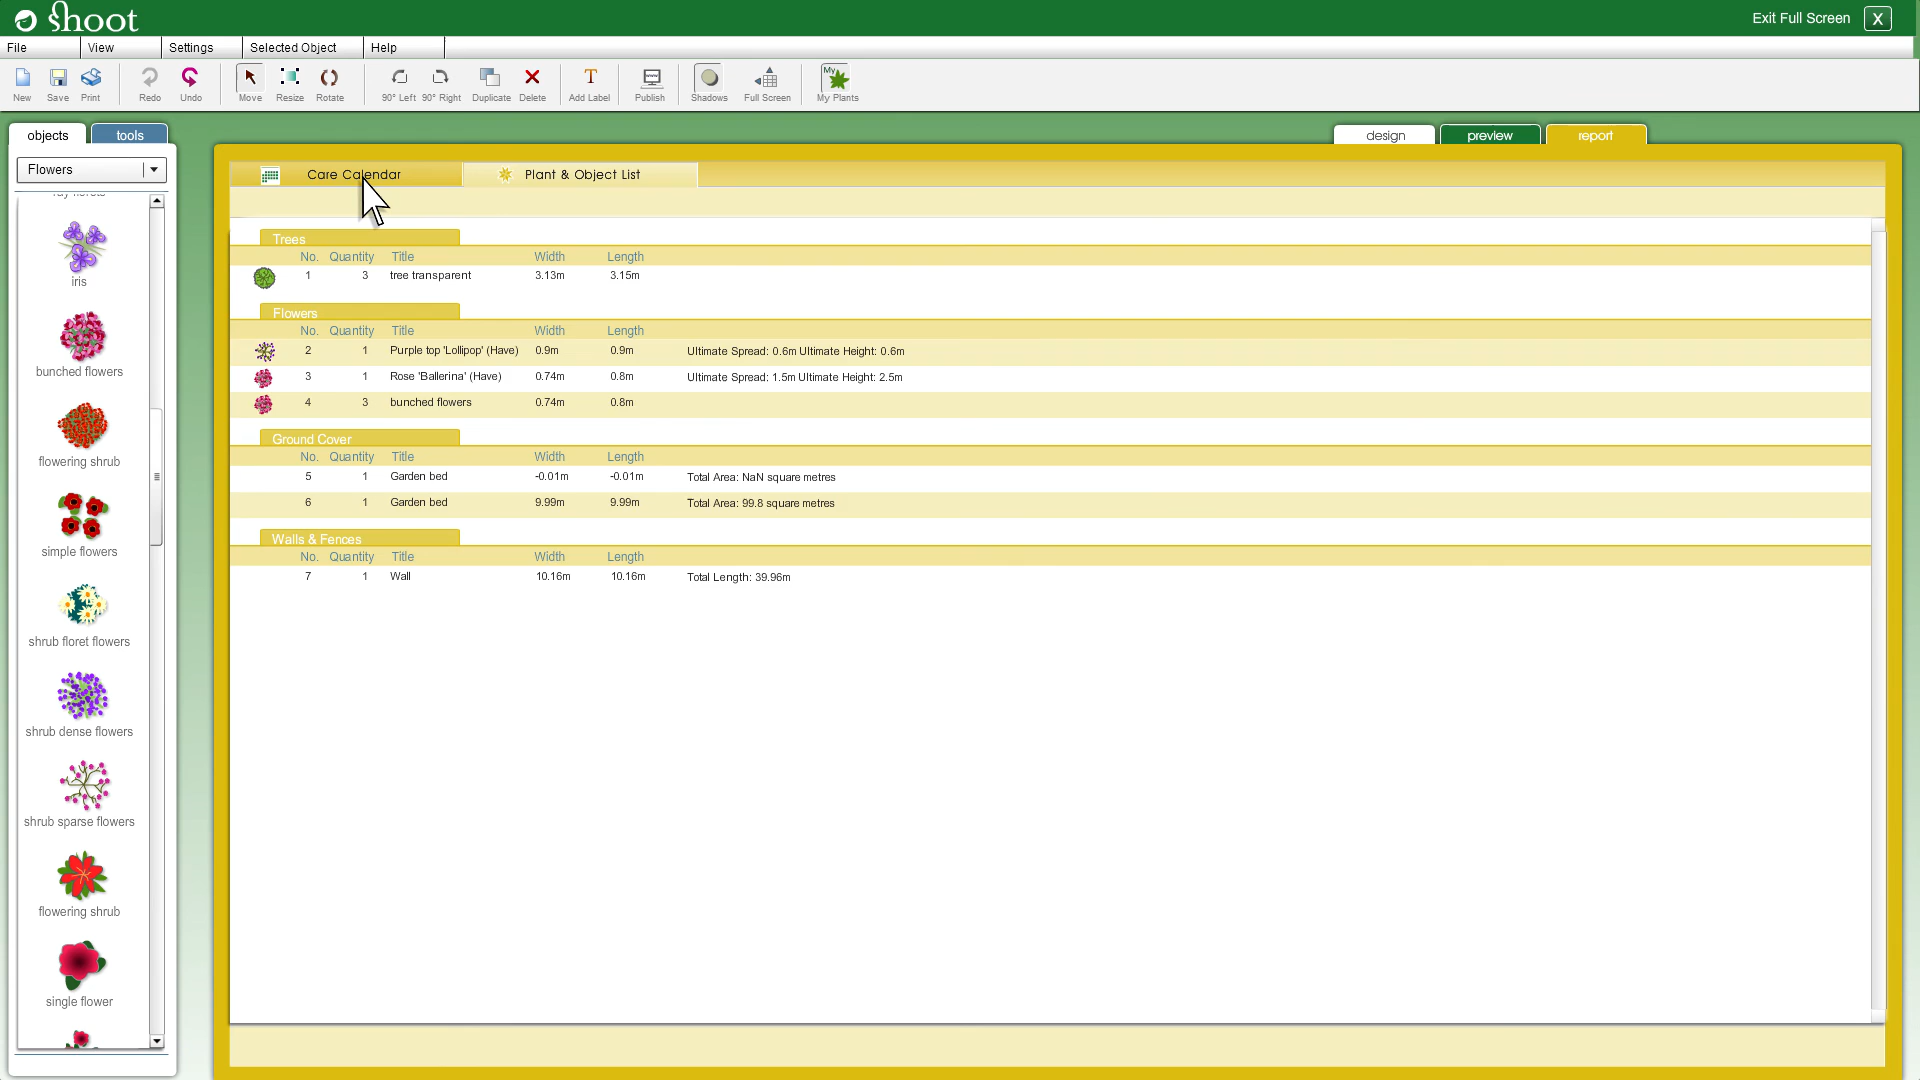 shoot
Exit Full Screen X
File View Settings Selected Object Help
New Save Print Redo Undo Move Resize Rotate 90° Left 90° Right Duplicate Delete T Add Label Publish Shadows Full Screen My My Plants
objects tools
design preview report
Flowers
Care Calendar Plant & Object List
iris
bunched flowers
flowering shrub
simple flowers
shrub floret flowers
shrub dense flowers
shrub sparse flowers
flowering shrub
single flower
Trees
No. Quantity Title Width Length
1 3 tree transparent 3.13m 3.15m
Flowers
No. Quantity Title Width Length
2 1 Purple top 'Lollipop' (Have) 0.9m 0.9m Ultimate Spread: 0.6m Ultimate Height: 0.6m
3 1 Rose 'Ballerina' (Have) 0.74m 0.8m Ultimate Spread: 1.5m Ultimate Height: 2.5m
4 3 bunched flowers 0.74m 0.8m
Ground Cover
No. Quantity Title Width Length
5 1 Garden bed -0.01m -0.01m Total Area: NaN square metres
6 1 Garden bed 9.99m 9.99m Total Area: 99.8 square metres
Walls & Fences
No. Quantity Title Width Length
7 1 Wall 10.16m 10.16m Total Length: 39.96m